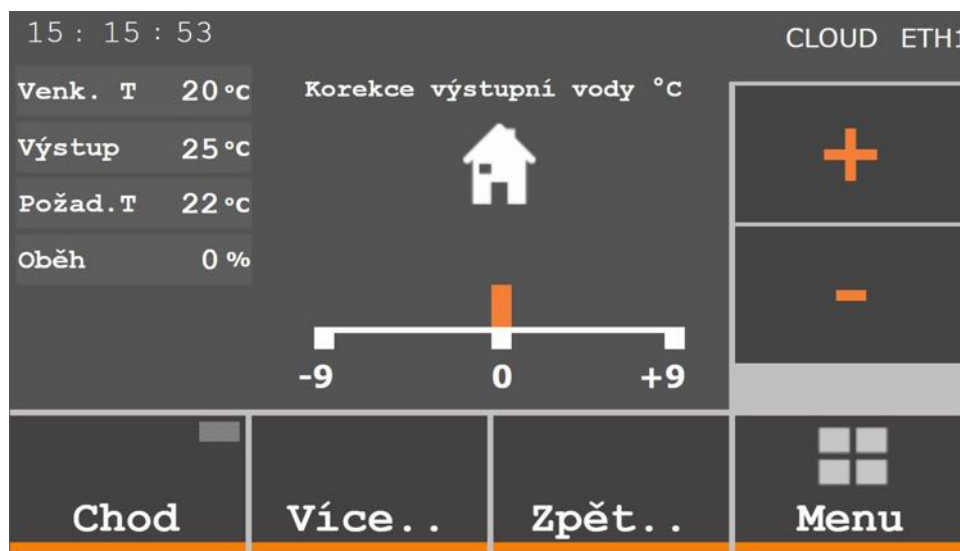 15 : 15 : 53
CLOUD ETH1
Venk. T 20 °C
Výstup 25 °C
Požad.T 22 °C
Oběh 0 %
Korekce výstupní vody °C
+
-
-9 0 +9
Chod
Více..
Zpět..
Menu